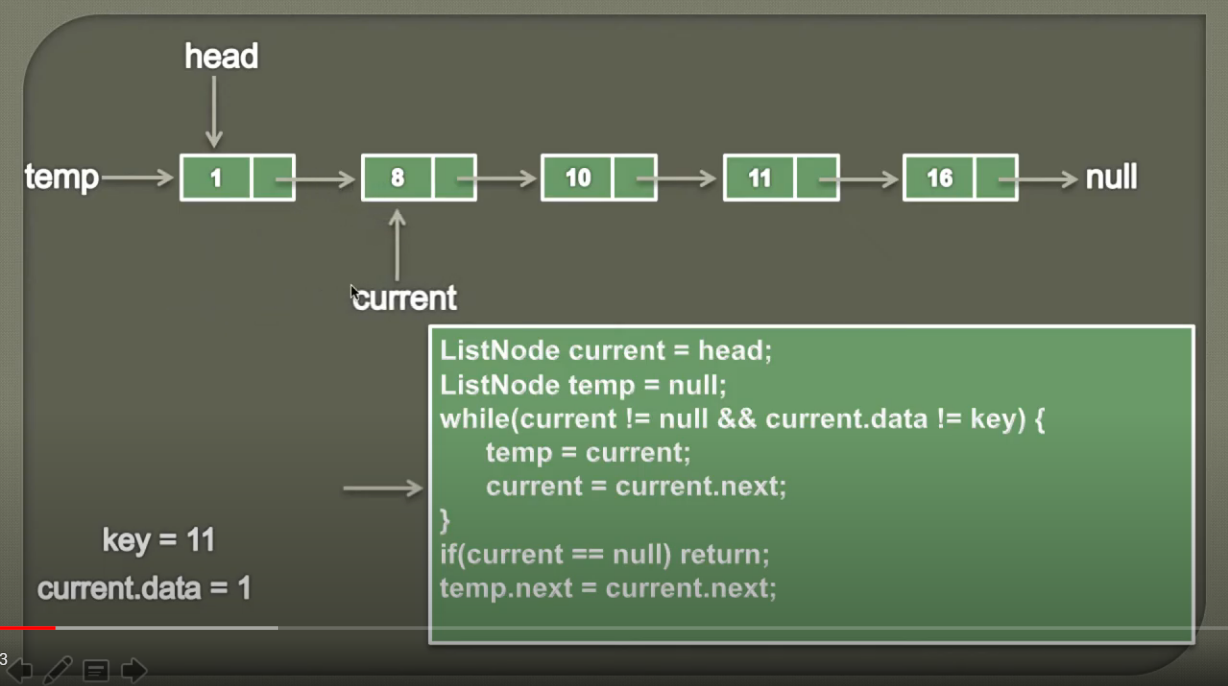 head
temp
1
8
10
11
16
null
current
ListNode current = head;
ListNode temp = null;
while(current != null && current.data != key) {
temp = current;
current = current.next;
}
if(current == null) return;
temp.next = current.next;
key = 11
current.data = 1
3